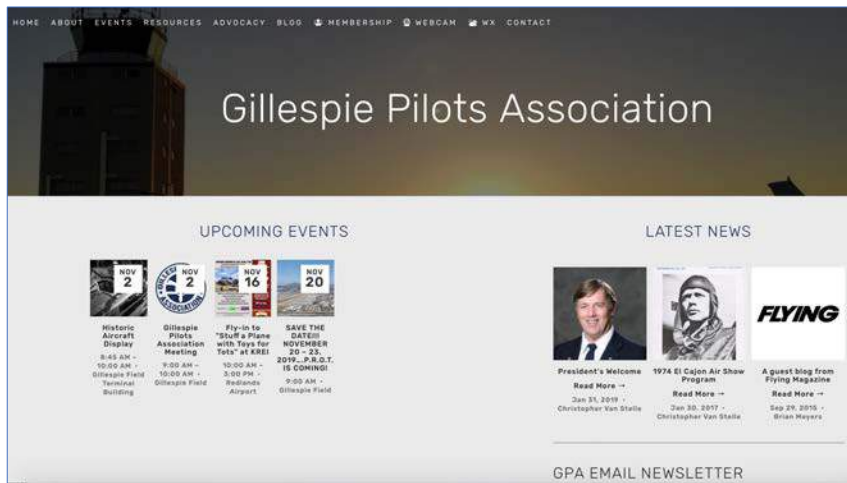 HOME ABOUT EVENTS RESOURCES ADVOCACY BLOG MEMBERSHIP WEBCAM WX CONTACT
Gillespie Pilots Association
UPCOMING EVENTS
NOV
2
Historic
Aircraft
Display
8:45 AM –
10:00 AM •
Gillespie Field
Terminal
Building
NOV
2
Gillespie
Pilots
Association
Meeting
9:00 AM –
10:00 AM •
Gillespie Field
NOV
16
Fly-in to
"Stuff a Plane
with Toys for
Tots" at KREI
10:00 AM –
3:00 PM •
Redlands
Airport
NOV
20
SAVE THE
DATE!!!
NOVEMBER
20 – 23,
2019...P.R.O.T.
IS COMING!
9:00 AM •
Gillespie Field
LATEST NEWS
President's Welcome
Read More →
Jan 31, 2019 •
Christopher Van Stelle
1974 El Cajon Air Show
Program
Read More →
Jan 30, 2017 •
Christopher Van Stelle
FLYING
A guest blog from
Flying Magazine
Read More →
Sep 29, 2015 •
Brian Meyers
GPA EMAIL NEWSLETTER